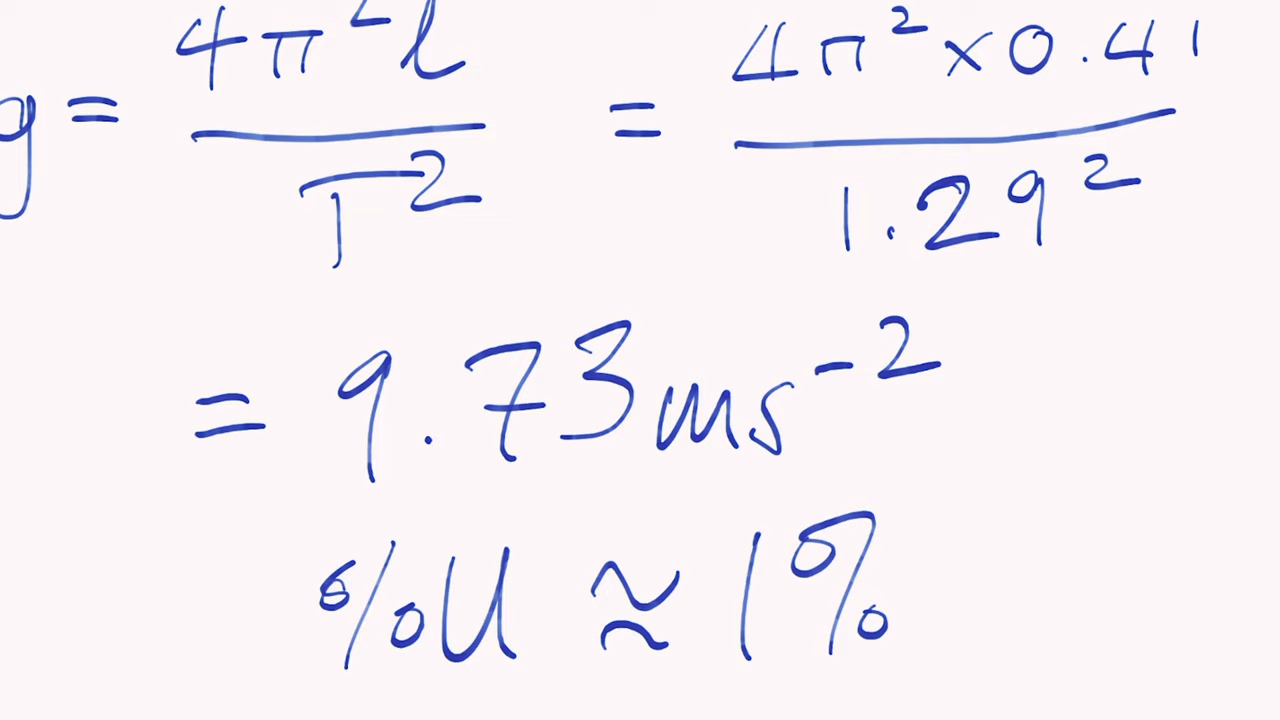 g = 4π²l / T² = 4π² × 0.41 / 1.29²
= 9.73ms⁻²
%U ≈ 1%